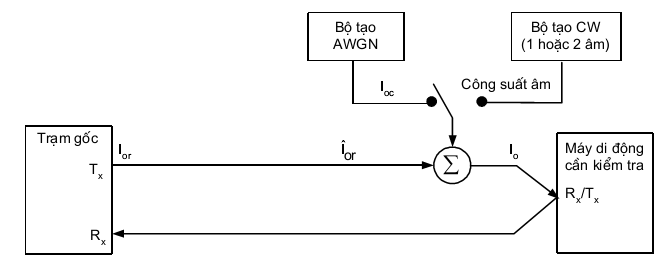 Bộ tạo
AWGN
Bộ tạo CW
(1 hoặc 2 âm)
Ioc
Công suất âm
Trạm gốc
Ior
Îor
Σ
Io
Máy di động
cần kiểm tra
Tx
Rx/Tx
Rx